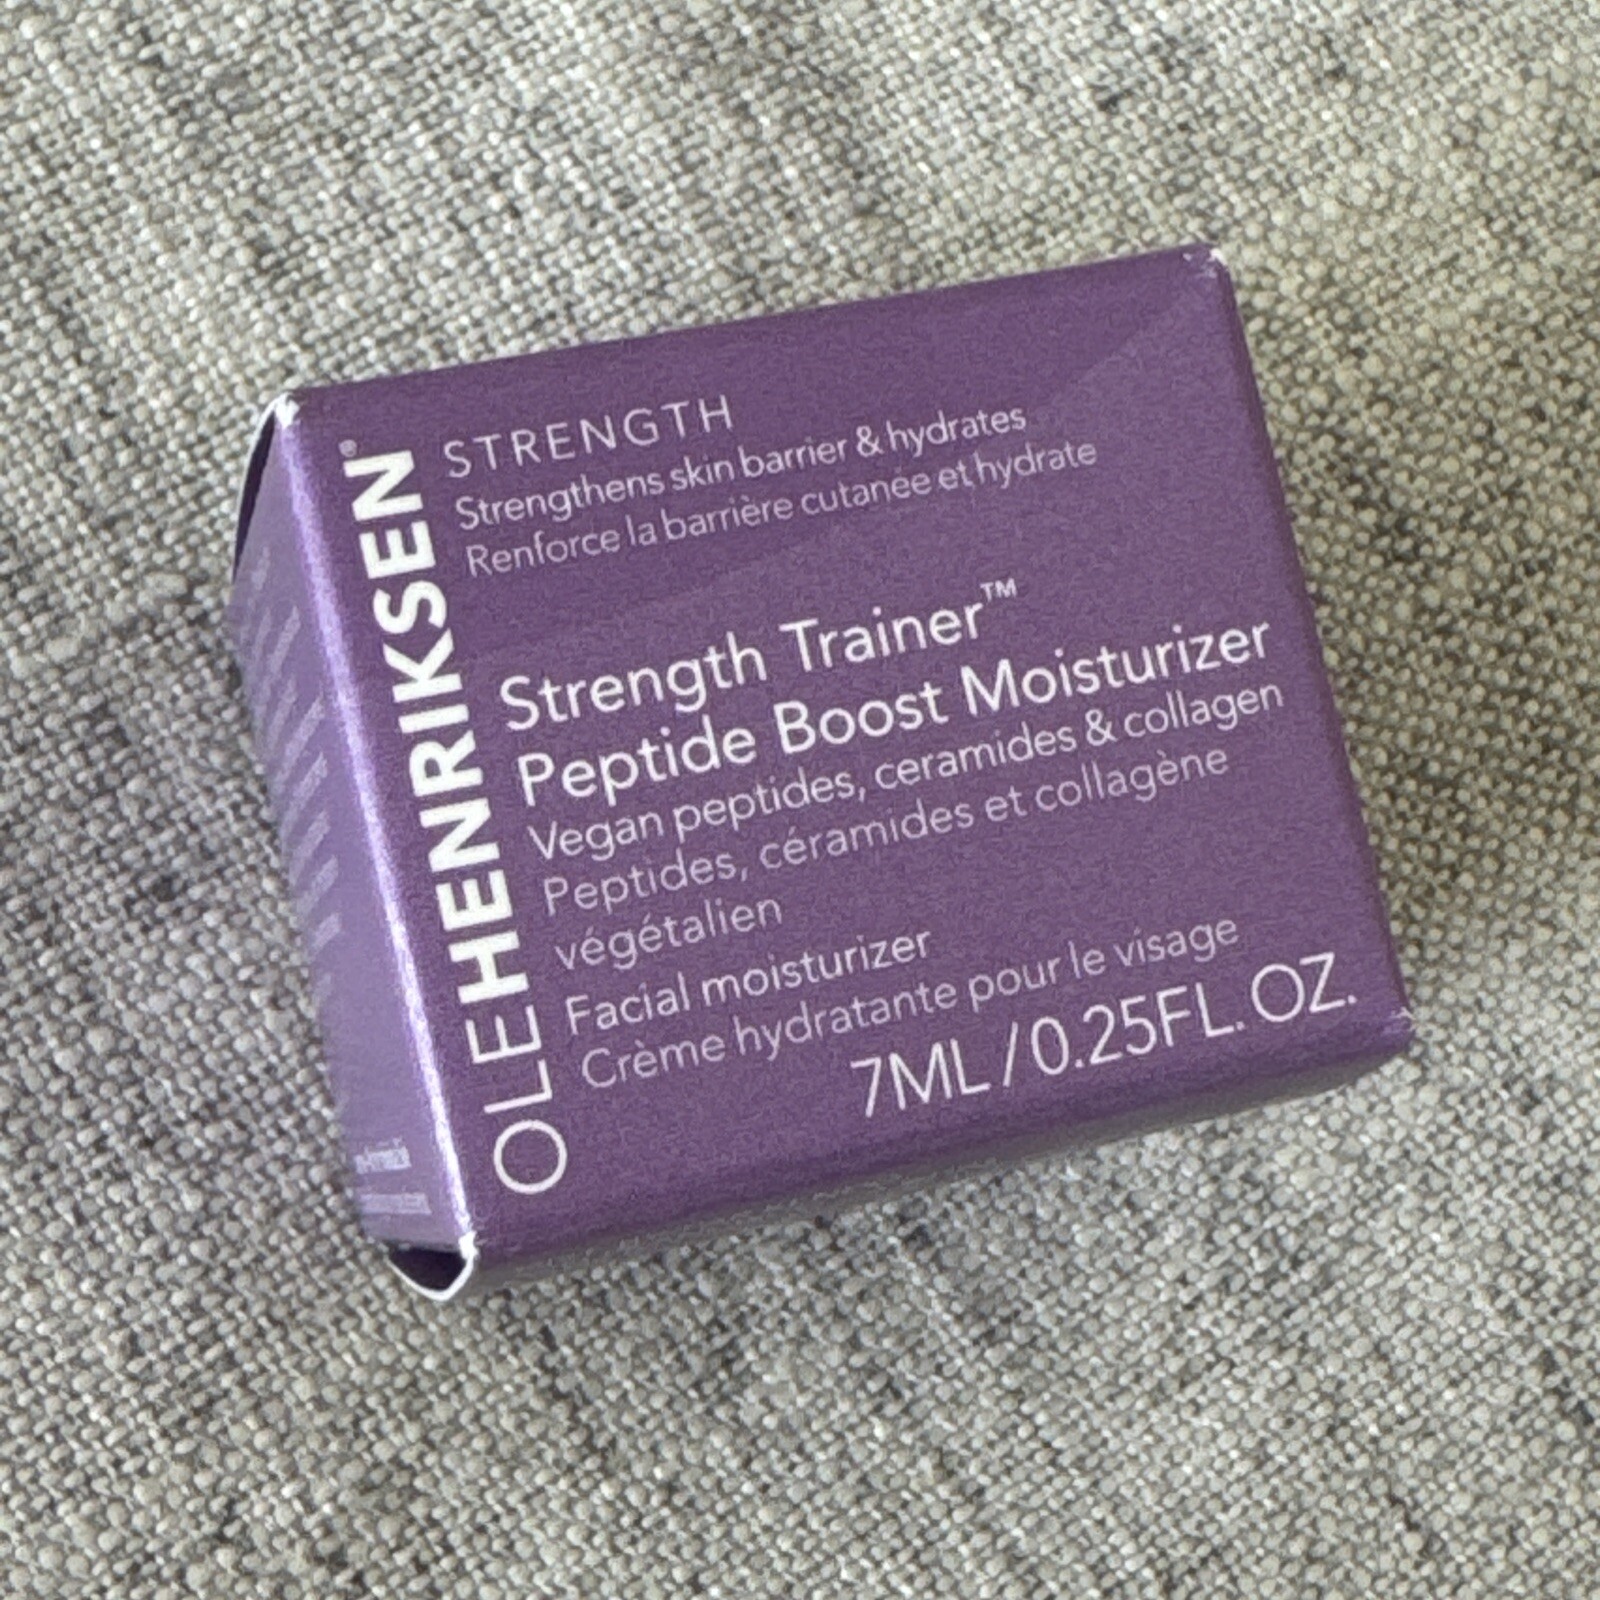 OLEHENRIKSEN®
STRENGTH
Strengthens skin barrier & hydrates
Renforce la barrière cutanée et hydrate
Strength Trainer™
Peptide Boost Moisturizer
Vegan peptides, ceramides & collagen
Peptides, céramides et collagène
végétalien
Facial moisturizer
Crème hydratante pour le visage
7ML/0.25FL. OZ.